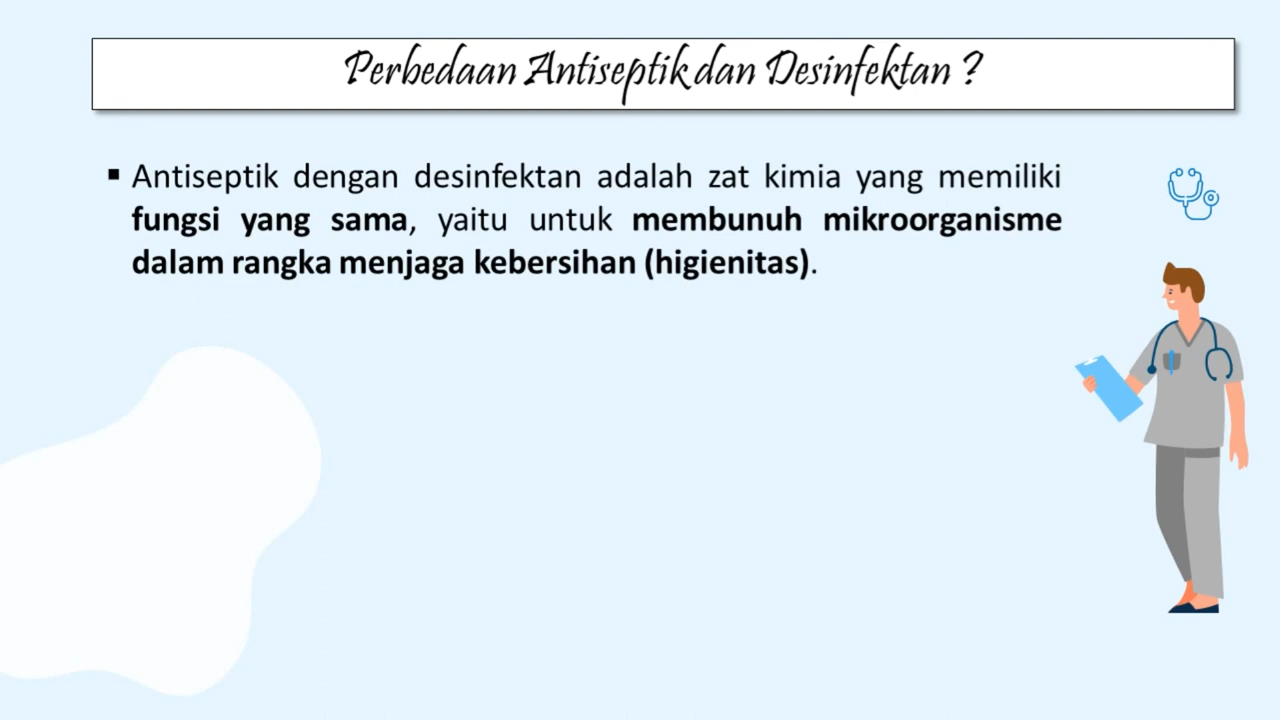 Perbedaan Antiseptik dan Desinfektan ?
▪ Antiseptik dengan desinfektan adalah zat kimia yang memiliki
fungsi yang sama, yaitu untuk membunuh mikroorganisme
dalam rangka menjaga kebersihan (higienitas).